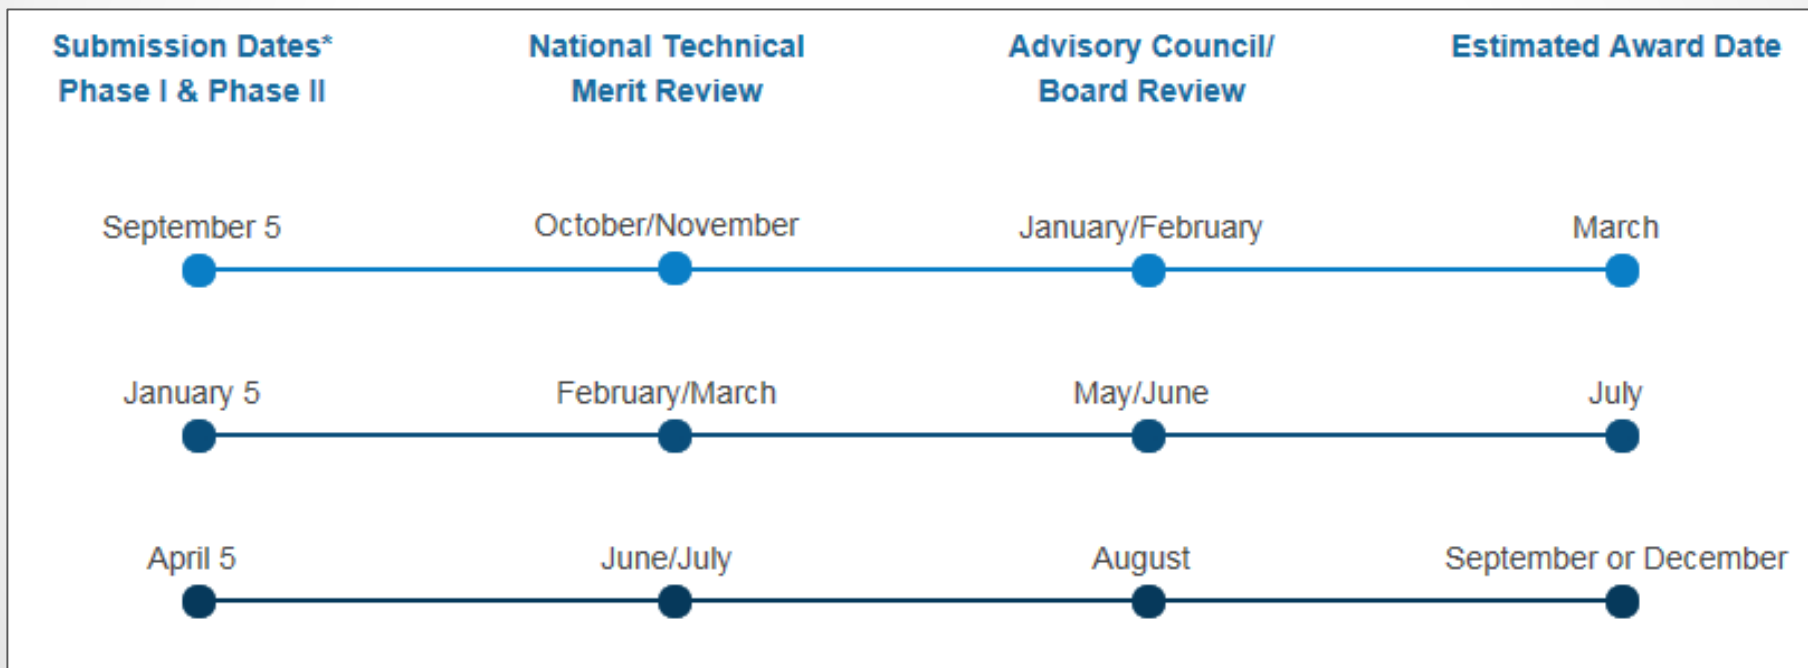 Submission Dates*
Phase I & Phase II
National Technical
Merit Review
Advisory Council/
Board Review
Estimated Award Date
September 5
October/November
January/February
March
January 5
February/March
May/June
July
April 5
June/July
August
September or December